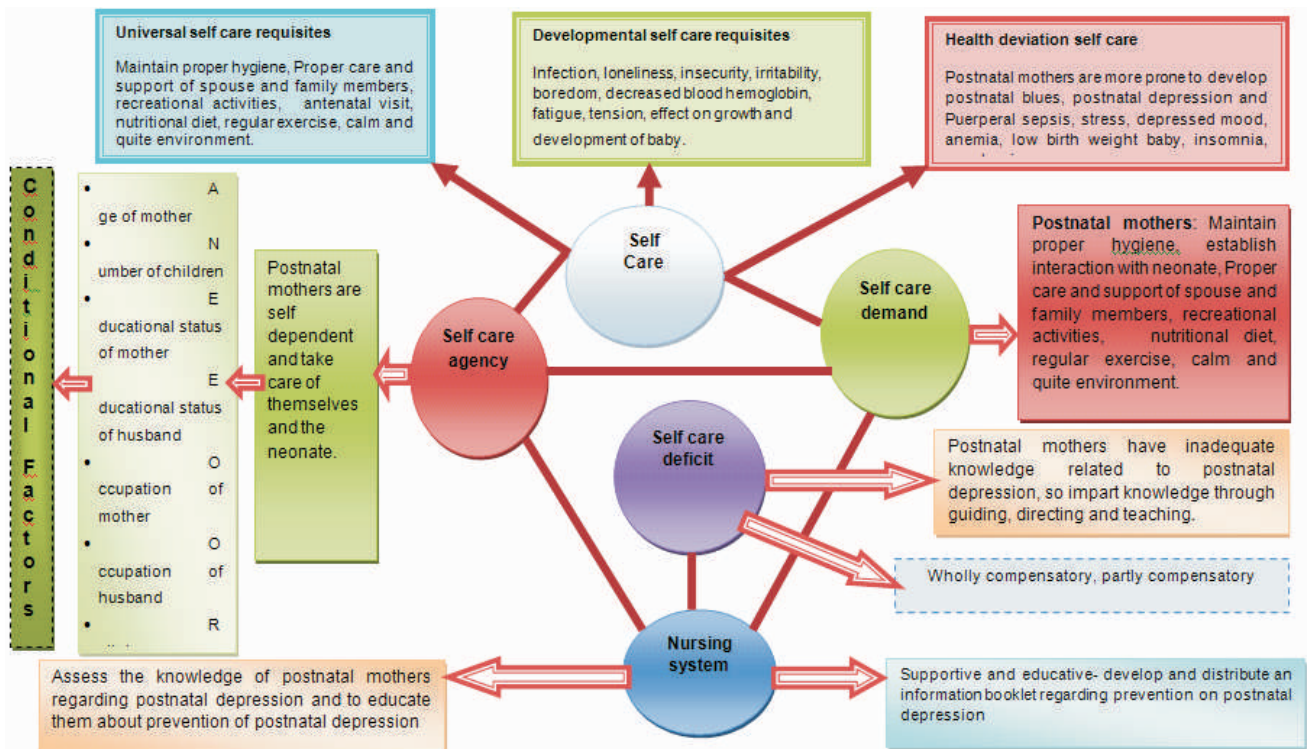 Universal self care requisites
Maintain proper hygiene, Proper care and
support of spouse and family members,
recreational activities, antenatal visit,
nutritional diet, regular exercise, calm and
quite environment.
Developmental self care requisites
Infection, loneliness, insecurity, irritability,
boredom, decreased blood hemoglobin,
fatigue, tension, effect on growth and
development of baby.
Health deviation self care
Postnatal mothers are more prone to develop
postnatal blues, postnatal depression and
Puerperal sepsis, stress, depressed mood,
anemia, low birth weight baby, insomnia,
Conditional Factors
• A
ge of mother
• N
umber of children
• E
ducational status
of mother
• E
ducational status
of husband
• O
ccupation of
mother
• O
ccupation of
husband
• R
Postnatal
mothers are
self
dependent
and take
care of
themselves
and the
neonate.
Self care
agency
Self
Care
Self care
demand
Postnatal mothers: Maintain
proper hygiene, establish
interaction with neonate, Proper
care and support of spouse and
family members, recreational
activities, nutritional diet,
regular exercise, calm and
quite environment.
Self care
deficit
Postnatal mothers have inadequate
knowledge related to postnatal
depression, so impart knowledge through
guiding, directing and teaching.
Wholly compensatory, partly compensatory
Nursing
system
Assess the knowledge of postnatal mothers
regarding postnatal depression and to educate
them about prevention of postnatal depression
Supportive and educative- develop and distribute an
information booklet regarding prevention on postnatal
depression